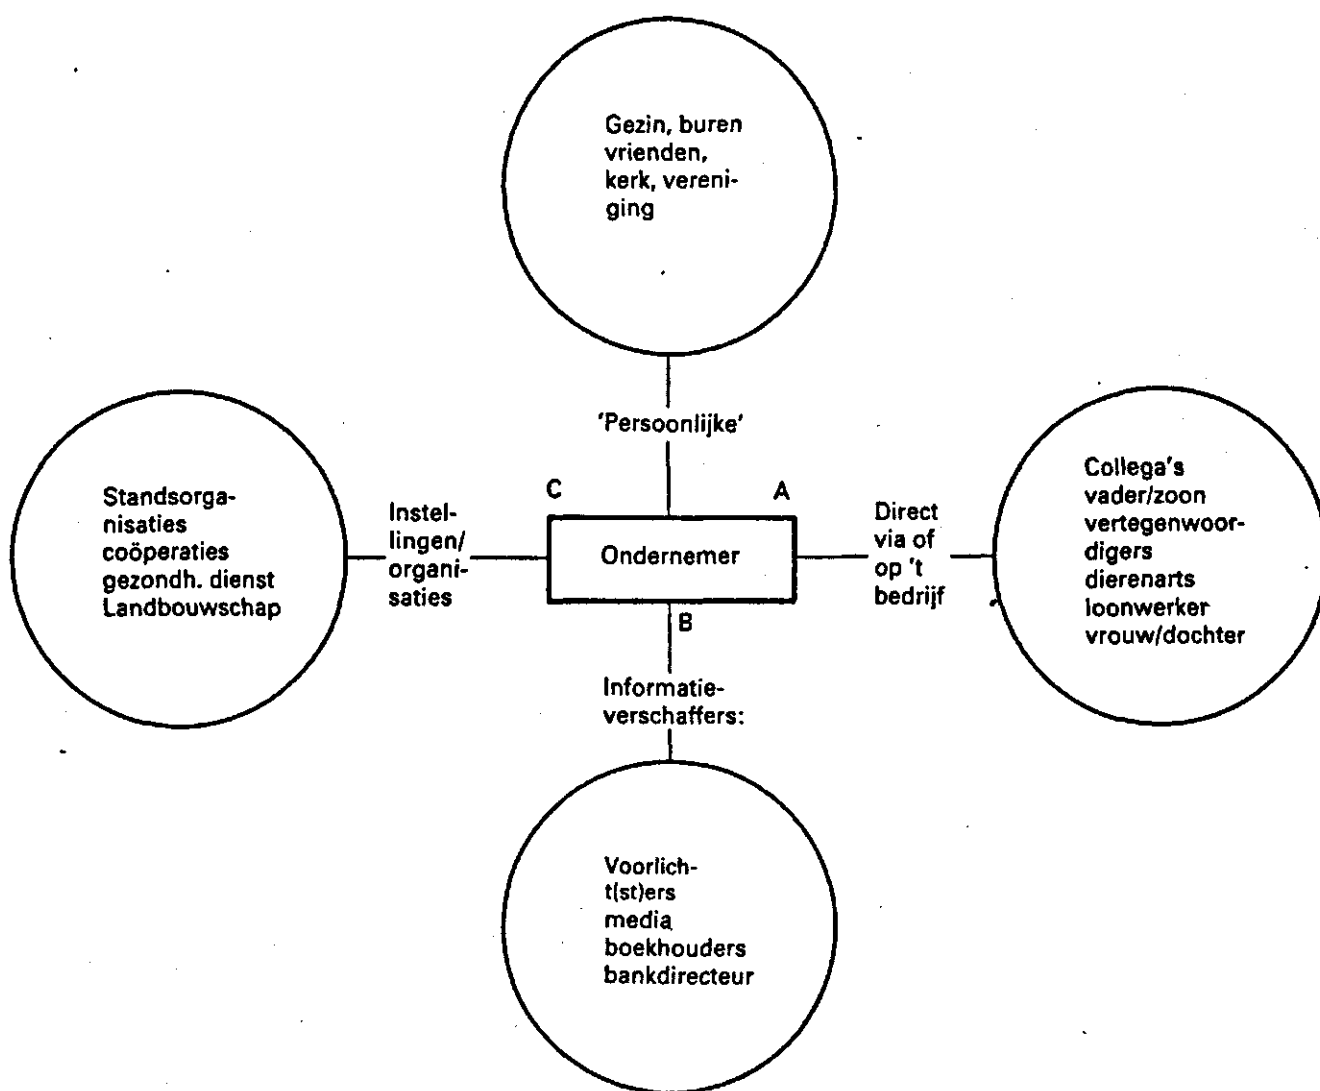 Gezin, buren
vrienden,
kerk, vereni-
ging
'Persoonlijke'
C
A
Standsorga-
nisaties
coöperaties
gezondh. dienst
Landbouwschap
Instel-
lingen/
organi-
saties
Ondernemer
Direct
via of
op 't
bedrijf
Collega's
vader/zoon
vertegenwoor-
digers
dierenarts
loonwerker
vrouw/dochter
B
Informatie-
verschaffers:
Voorlich-
t(st)ers
media
boekhouders
bankdirecteur